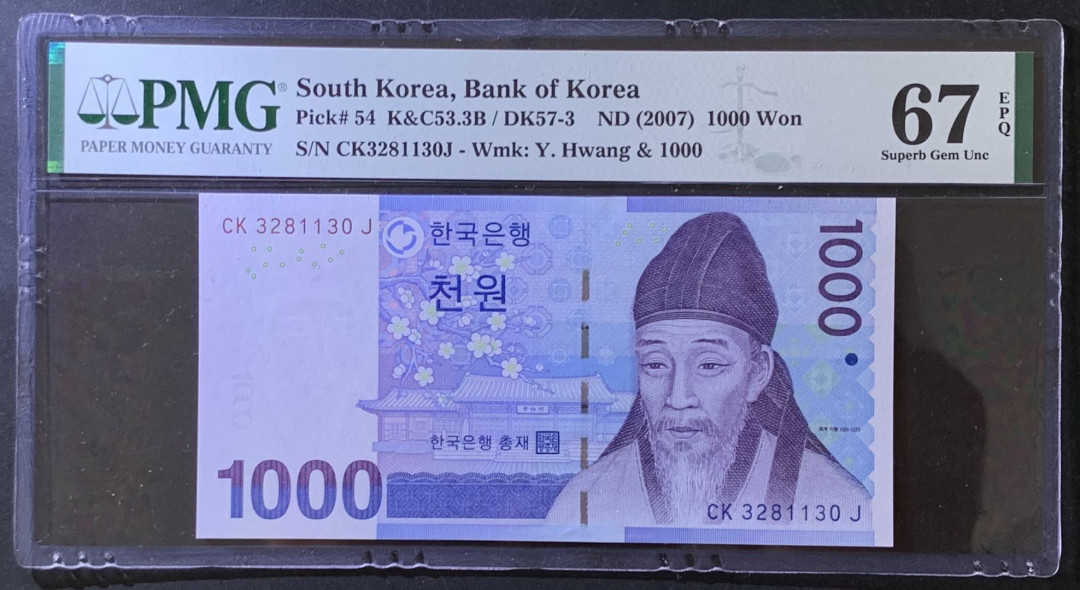 PMG®
PAPER MONEY GUARANTY
South Korea, Bank of Korea
Pick# 54 K&C53.3B / DK57-3 ND (2007) 1000 Won
S/N CK3281130J - Wmk: Y. Hwang & 1000
67
EPQ
Superb Gem Unc
CK 3281130 J
한국은행
천원
1000
한국은행 총재
1000
CK 3281130 J